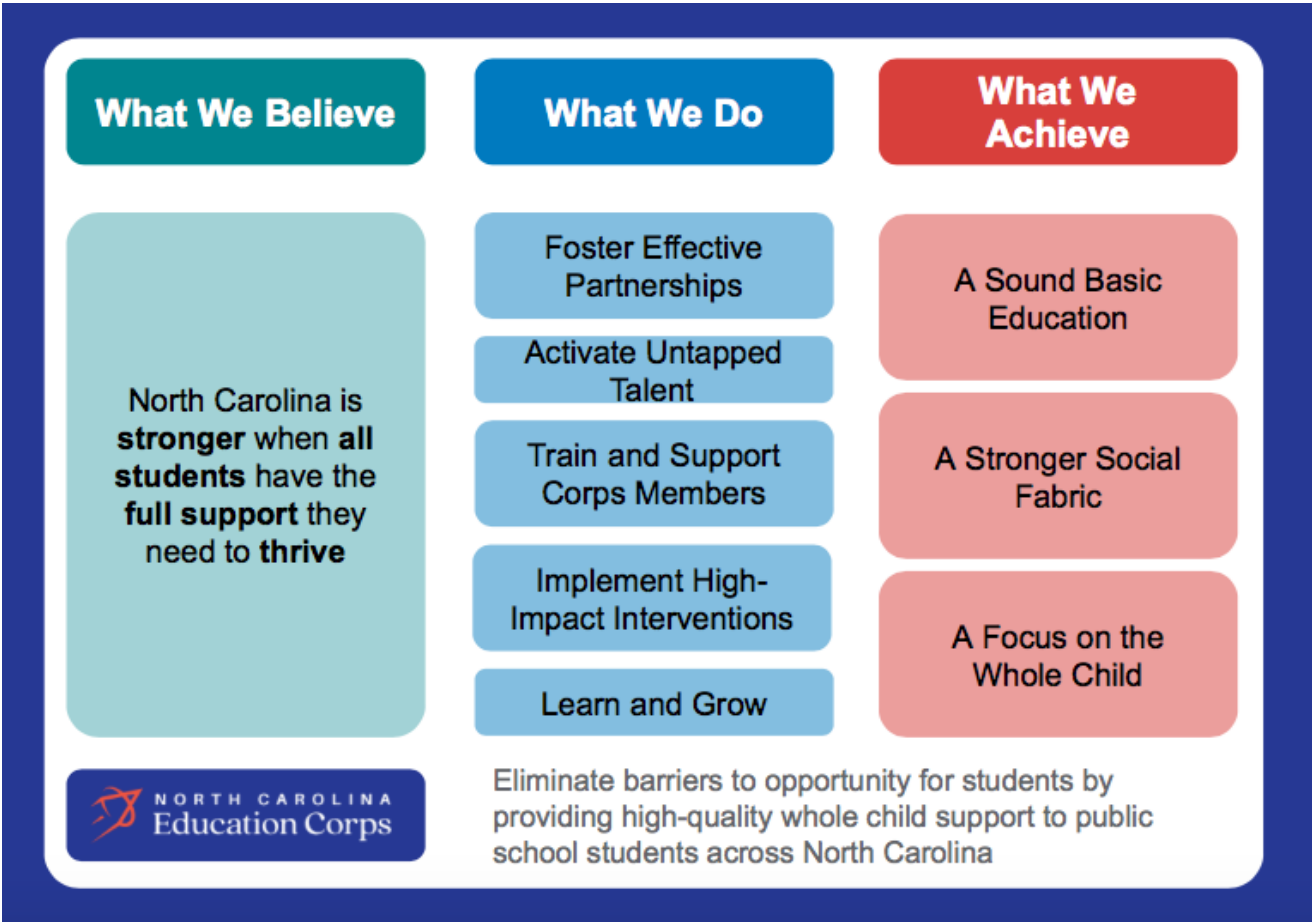 What We Believe
What We Do
What We
Achieve
North Carolina is
stronger when all
students have the
full support they
need to thrive
Foster Effective
Partnerships
Activate Untapped
Talent
Train and Support
Corps Members
Implement High-
Impact Interventions
Learn and Grow
A Sound Basic
Education
A Stronger Social
Fabric
A Focus on the
Whole Child
NORTH CAROLINA
Education Corps
Eliminate barriers to opportunity for students by
providing high-quality whole child support to public
school students across North Carolina